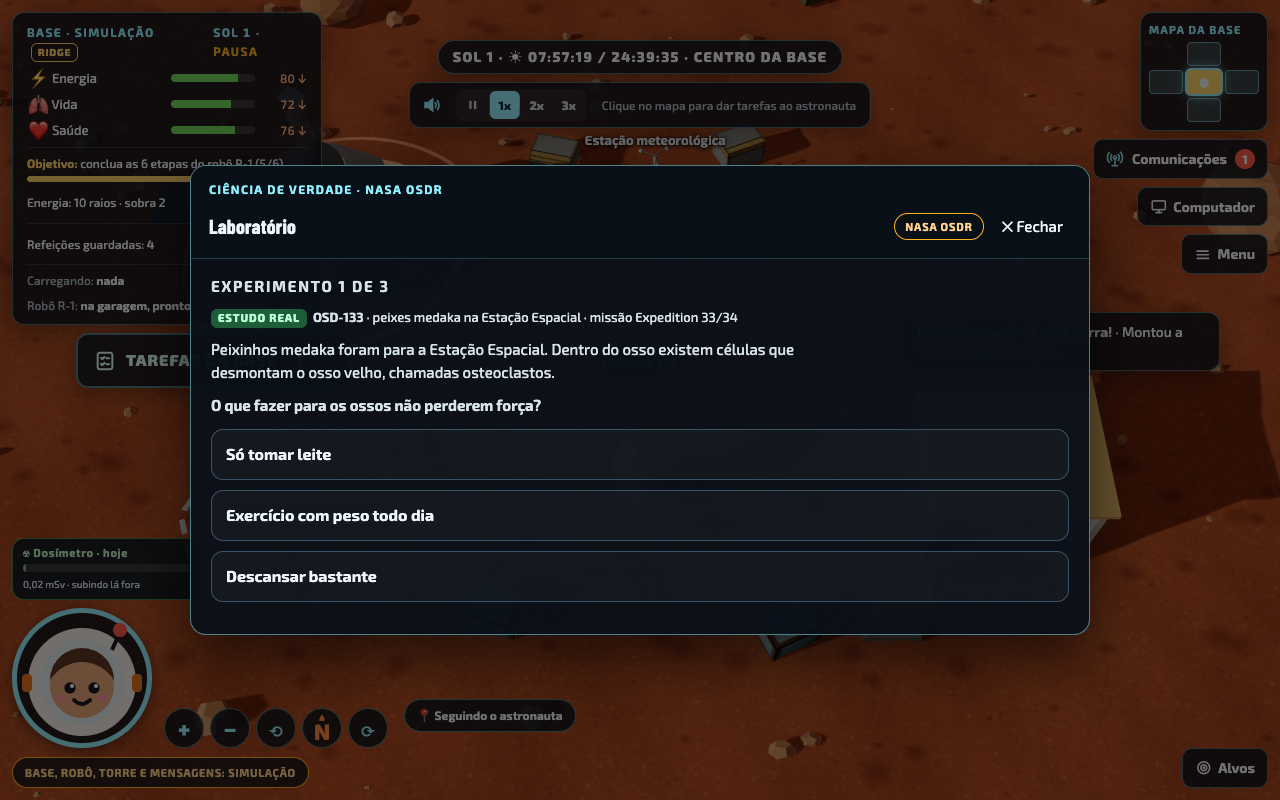 BASE · SIMULAÇÃO
RIDGE
SOL 1 ·
PAUSA
Energia
80 ↓
Vida
72 ↓
Saúde
76 ↓
Objetivo: conclua as 6 etapas do robô R-1 (5/6)
Energia: 10 raios · sobra 2
Refeições guardadas: 4
Carregando: nada
Robô R-1: na garagem, pronto
SOL 1 · ☀ 07:57:19 / 24:39:35 · CENTRO DA BASE
1x
2x
3x
Clique no mapa para dar tarefas ao astronauta
Estação meteorológica
MAPA DA BASE
Comunicações 1
Computador
Menu
CIÊNCIA DE VERDADE · NASA OSDR
Laboratório
NASA OSDR
Fechar
EXPERIMENTO 1 DE 3
ESTUDO REAL OSD-133 · peixes medaka na Estação Espacial · missão Expedition 33/34
Peixinhos medaka foram para a Estação Espacial. Dentro do osso existem células que
desmontam o osso velho, chamadas osteoclastos.
O que fazer para os ossos não perderem força?
Só tomar leite
Exercício com peso todo dia
Descansar bastante
TAREFAS
rra! · Montou a
Dosímetro · hoje
0,02 mSv · subindo lá fora
N
Seguindo o astronauta
BASE, ROBÔ, TORRE E MENSAGENS: SIMULAÇÃO
Alvos